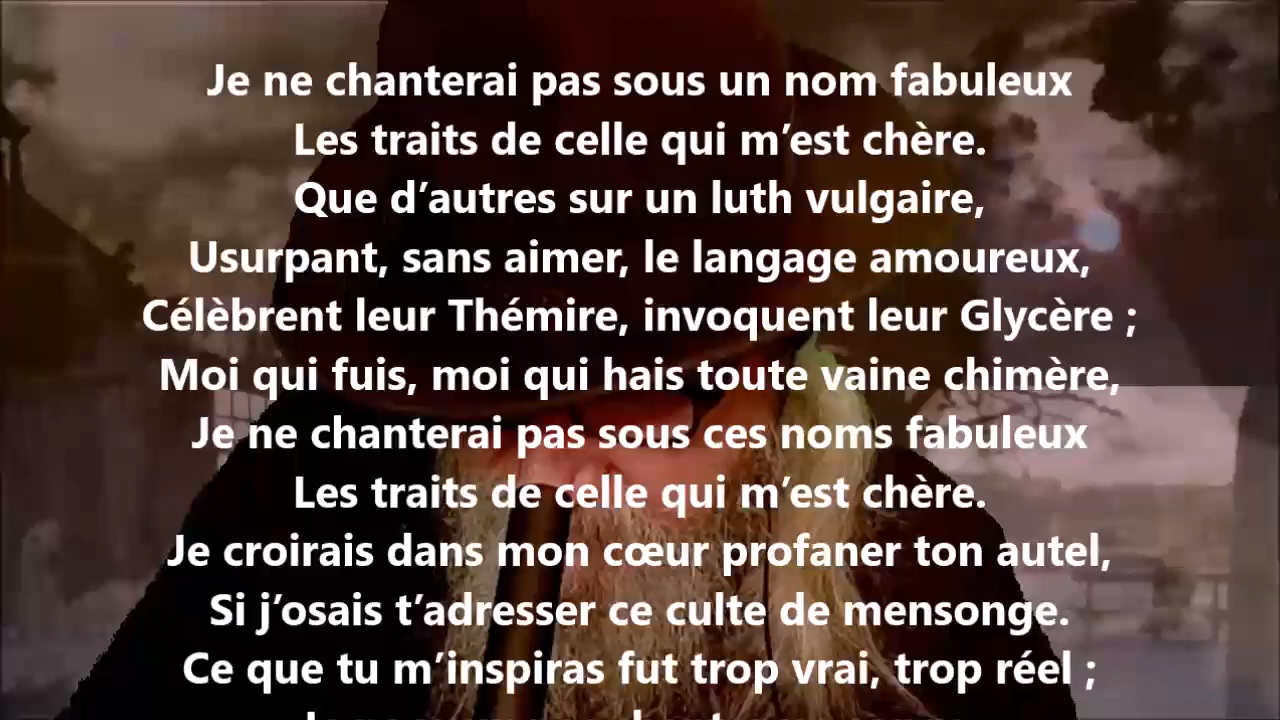 Je ne chanterai pas sous un nom fabuleux
Les traits de celle qui m’est chère.
Que d’autres sur un luth vulgaire,
Usurpant, sans aimer, le langage amoureux,
Célèbrent leur Thémire, invoquent leur Glycère ;
Moi qui fuis, moi qui hais toute vaine chimère,
Je ne chanterai pas sous ces noms fabuleux
Les traits de celle qui m’est chère.
Je croirais dans mon cœur profaner ton autel,
Si j’osais t’adresser ce culte de mensonge.
Ce que tu m’inspiras fut trop vrai, trop réel ;